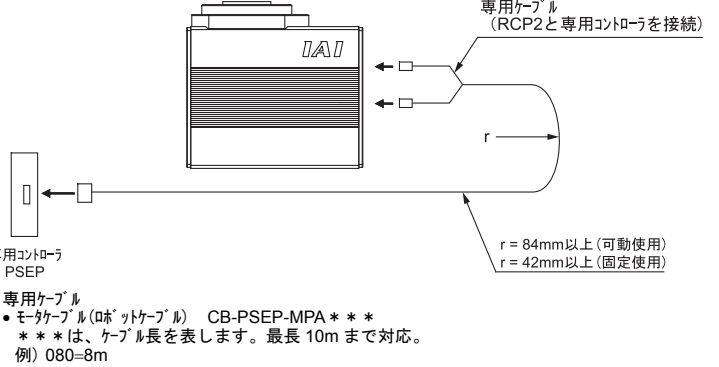 専用ケーブル
(RCP2と専用コントローラを接続)
IAI
r
r = 84mm以上(可動使用)
r = 42mm以上(固定使用)
専用コントローラ
PSEP
専用ケーブル
• モータケーブル(ロボットケーブル) CB-PSEP-MPA＊＊＊
＊＊＊は、ケーブル長を表します。最長 10m まで対応。
例) 080=8m